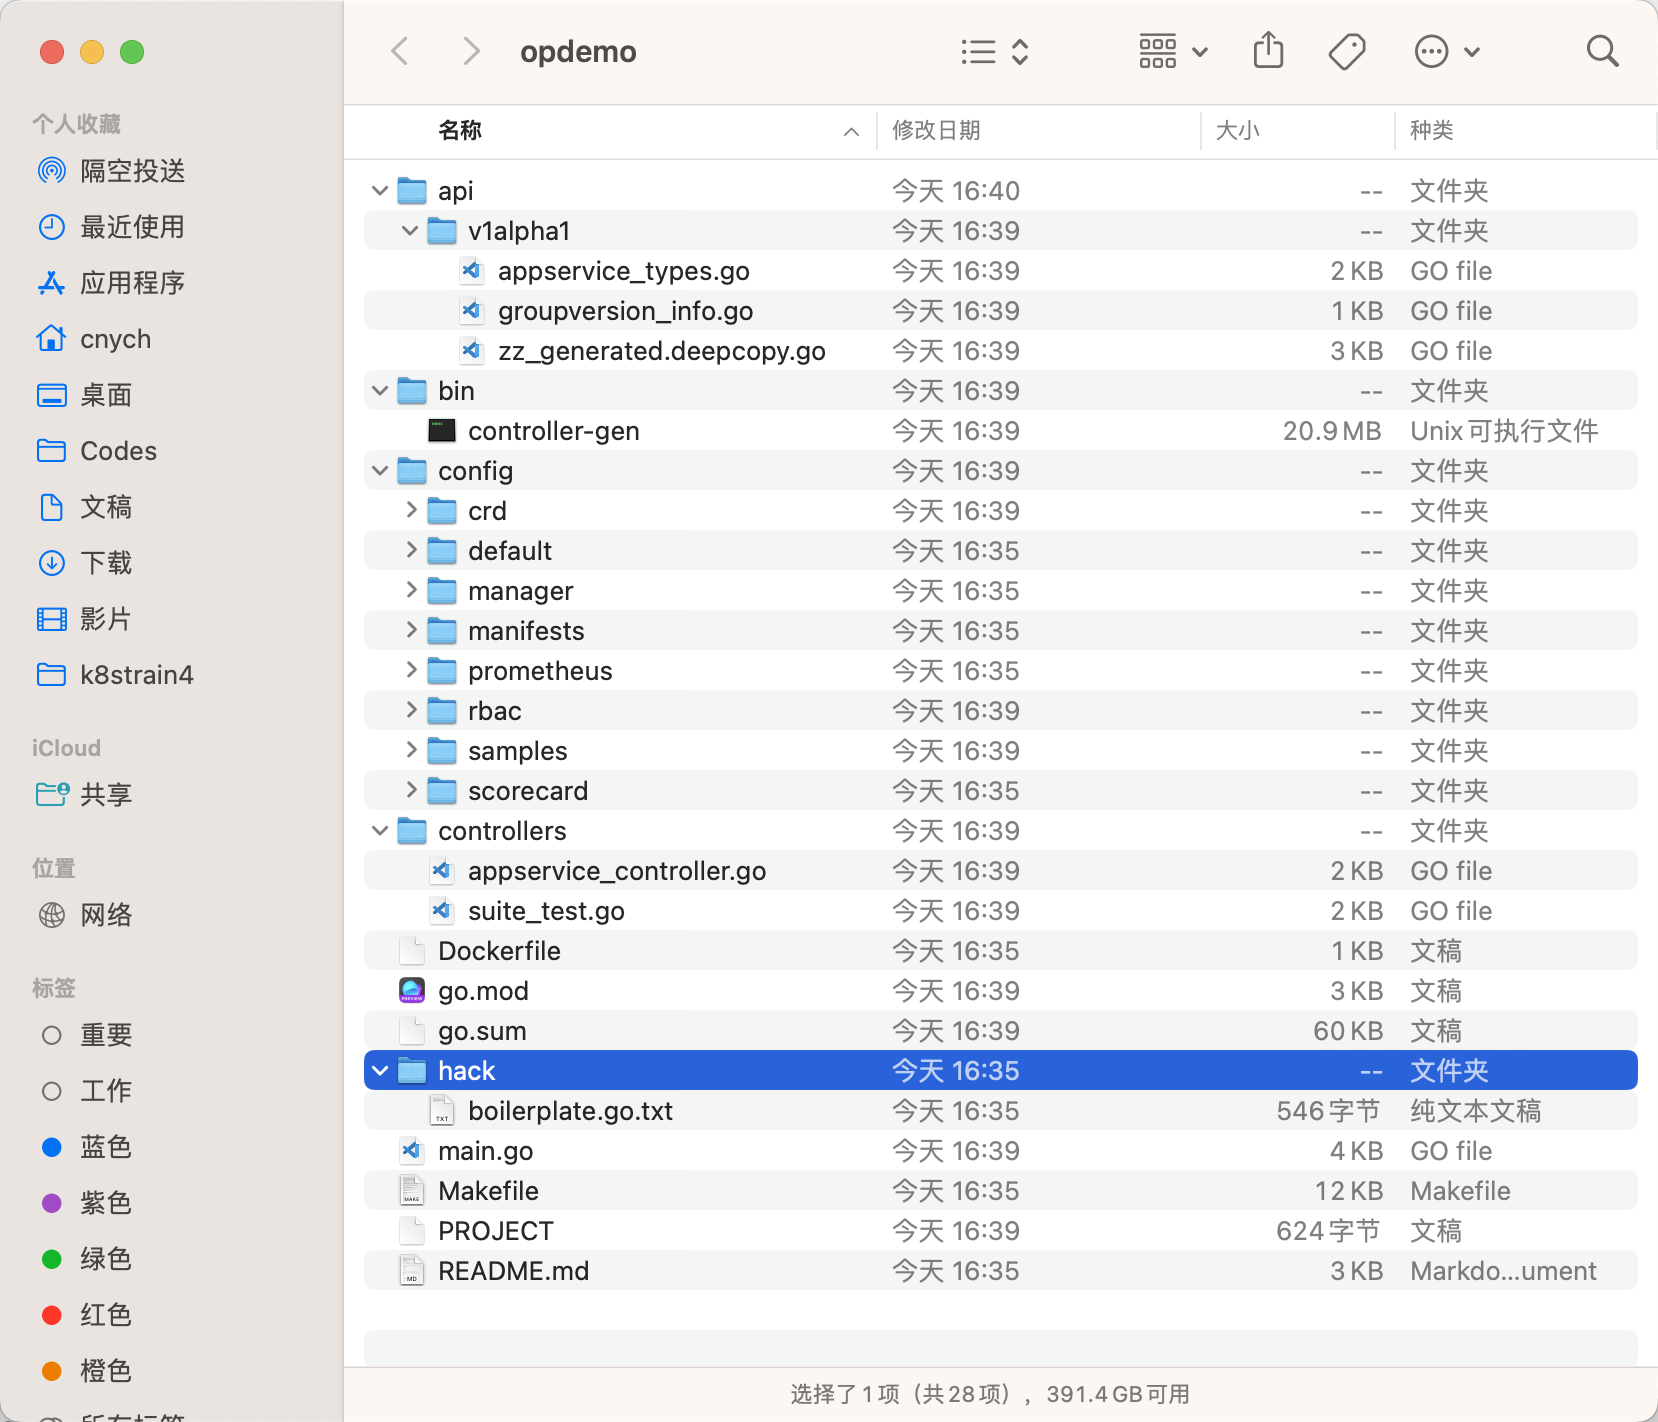 opdemo
个人收藏
隔空投送
最近使用
应用程序
cnych
桌面
Codes
文稿
下载
影片
k8strain4
iCloud
共享
位置
网络
标签
重要
工作
蓝色
紫色
绿色
红色
橙色
所有标签
名称 修改日期 大小 种类
api 今天 16:40 -- 文件夹
v1alpha1 今天 16:39 -- 文件夹
appservice_types.go 今天 16:39 2 KB GO file
groupversion_info.go 今天 16:39 1 KB GO file
zz_generated.deepcopy.go 今天 16:39 3 KB GO file
bin 今天 16:39 -- 文件夹
controller-gen 今天 16:39 20.9 MB Unix可执行文件
config 今天 16:39 -- 文件夹
crd 今天 16:39 -- 文件夹
default 今天 16:35 -- 文件夹
manager 今天 16:35 -- 文件夹
manifests 今天 16:35 -- 文件夹
prometheus 今天 16:35 -- 文件夹
rbac 今天 16:39 -- 文件夹
samples 今天 16:39 -- 文件夹
scorecard 今天 16:35 -- 文件夹
controllers 今天 16:39 -- 文件夹
appservice_controller.go 今天 16:39 2 KB GO file
suite_test.go 今天 16:39 2 KB GO file
Dockerfile 今天 16:35 1 KB 文稿
go.mod 今天 16:39 3 KB 文稿
go.sum 今天 16:39 60 KB 文稿
hack 今天 16:35 -- 文件夹
boilerplate.go.txt 今天 16:35 546 字节 纯文本文稿
main.go 今天 16:39 4 KB GO file
Makefile 今天 16:35 12 KB Makefile
PROJECT 今天 16:39 624 字节 文稿
README.md 今天 16:35 3 KB Markdo...ument
选择了 1 项（共 28 项），391.4 GB 可用